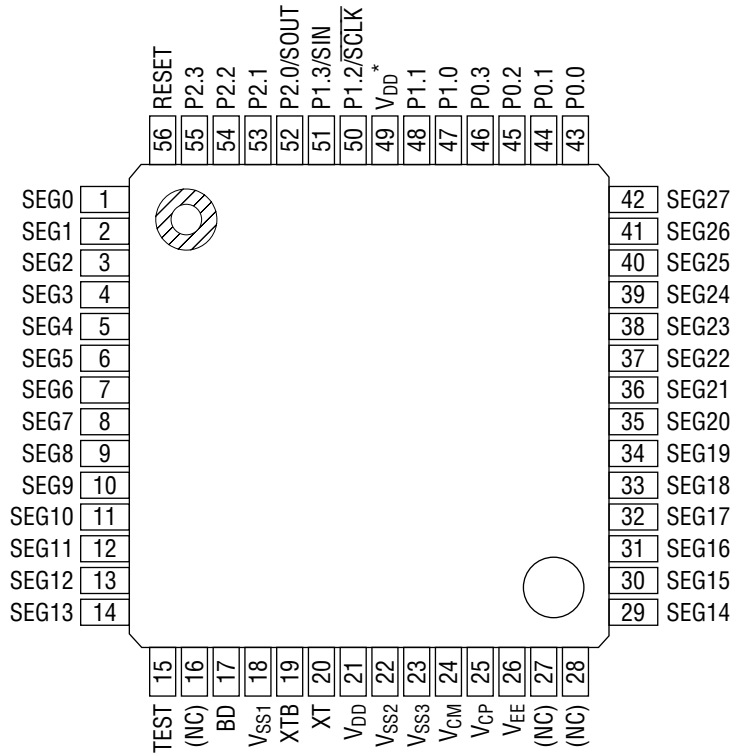 RESET
P2.3
P2.2
P2.1
P2.0/SOUT
P1.3/SIN
P1.2/SCLK
VDD*
P1.1
P1.0
P0.3
P0.2
P0.1
P0.0
56 55 54 53 52 51 50 49 48 47 46 45 44 43
SEG0 1 42 SEG27
SEG1 2 41 SEG26
SEG2 3 40 SEG25
SEG3 4 39 SEG24
SEG4 5 38 SEG23
SEG5 6 37 SEG22
SEG6 7 36 SEG21
SEG7 8 35 SEG20
SEG8 9 34 SEG19
SEG9 10 33 SEG18
SEG10 11 32 SEG17
SEG11 12 31 SEG16
SEG12 13 30 SEG15
SEG13 14 29 SEG14
15 16 17 18 19 20 21 22 23 24 25 26 27 28
TEST
(NC)
BD
VSS1
XTB
XT
VDD
VSS2
VSS3
VCM
VCP
VEE
(NC)
(NC)